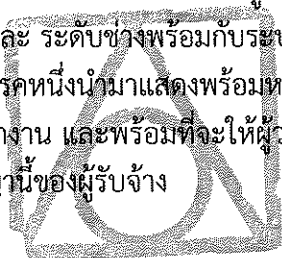 และ ระดับช่างพร้อมกับระบ
รคหนึ่งนำมาแสดงพร้อมห
างาน และพร้อมที่จะให้ผู้ว
านี้ของผู้รับจ้าง